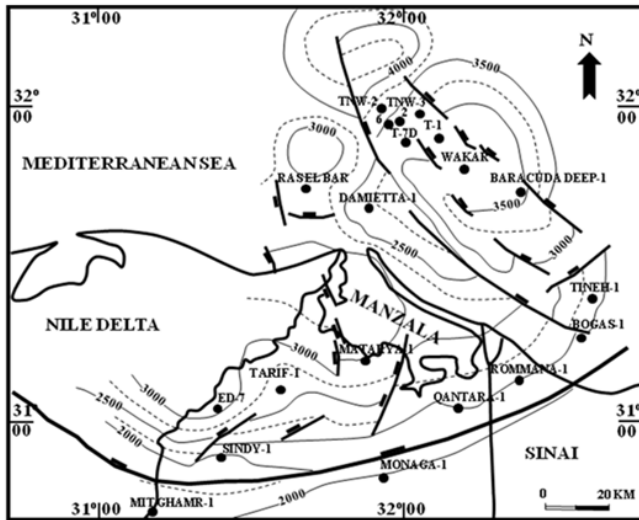 31°00
32°00
32°
00
4000
3500
N
32°
00
TNW-2
TNW-3
2
6
T-1
T-7D
3000
WAKAR
MEDITERRANEAN SEA
RASEL BAR
BARACUDA DEEP-1
DAMIETTA-1
3500
2500
3000
TINEH-1
MANZALA
NILE DELTA
BOGAS-1
3000
MATARYA-1
TARIF-1
ROMMANA-1
3000
2500
ED-7
QANTARA-1
31°
00
31°
00
2000
SINDY-1
SINAI
MONAGA-1
2000
MIT GHAMR-1
0
20 KM
31°00
32°00